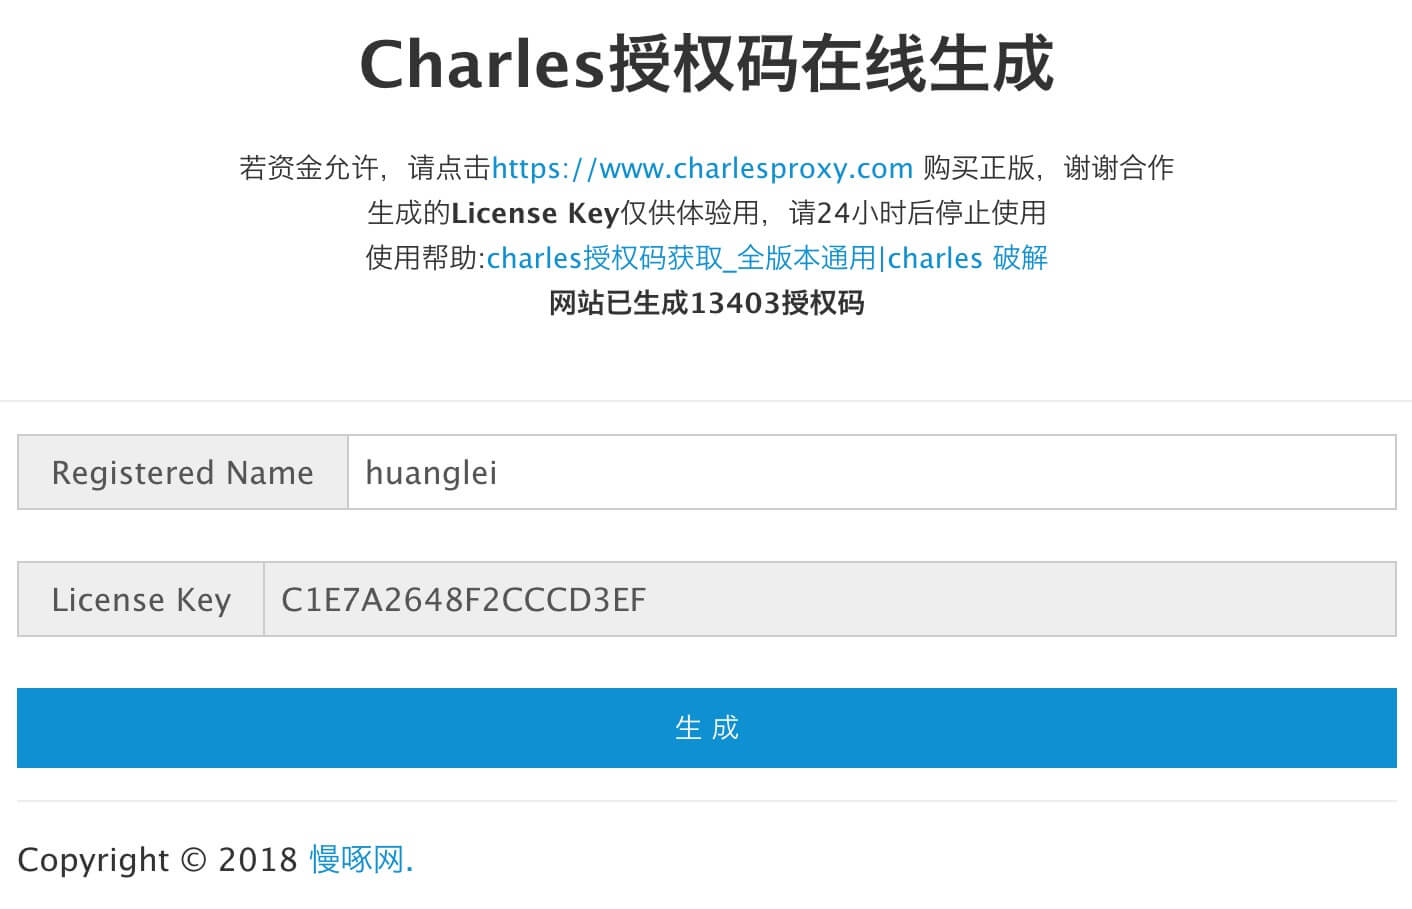 Charles授权码在线生成
若资金允许，请点击https://www.charlesproxy.com 购买正版，谢谢合作
生成的License Key仅供体验用，请24小时后停止使用
使用帮助:charles授权码获取_全版本通用|charles 破解
网站已生成13403授权码
Registered Name huanglei
License Key C1E7A2648F2CCCD3EF
生 成
Copyright © 2018 慢啄网.